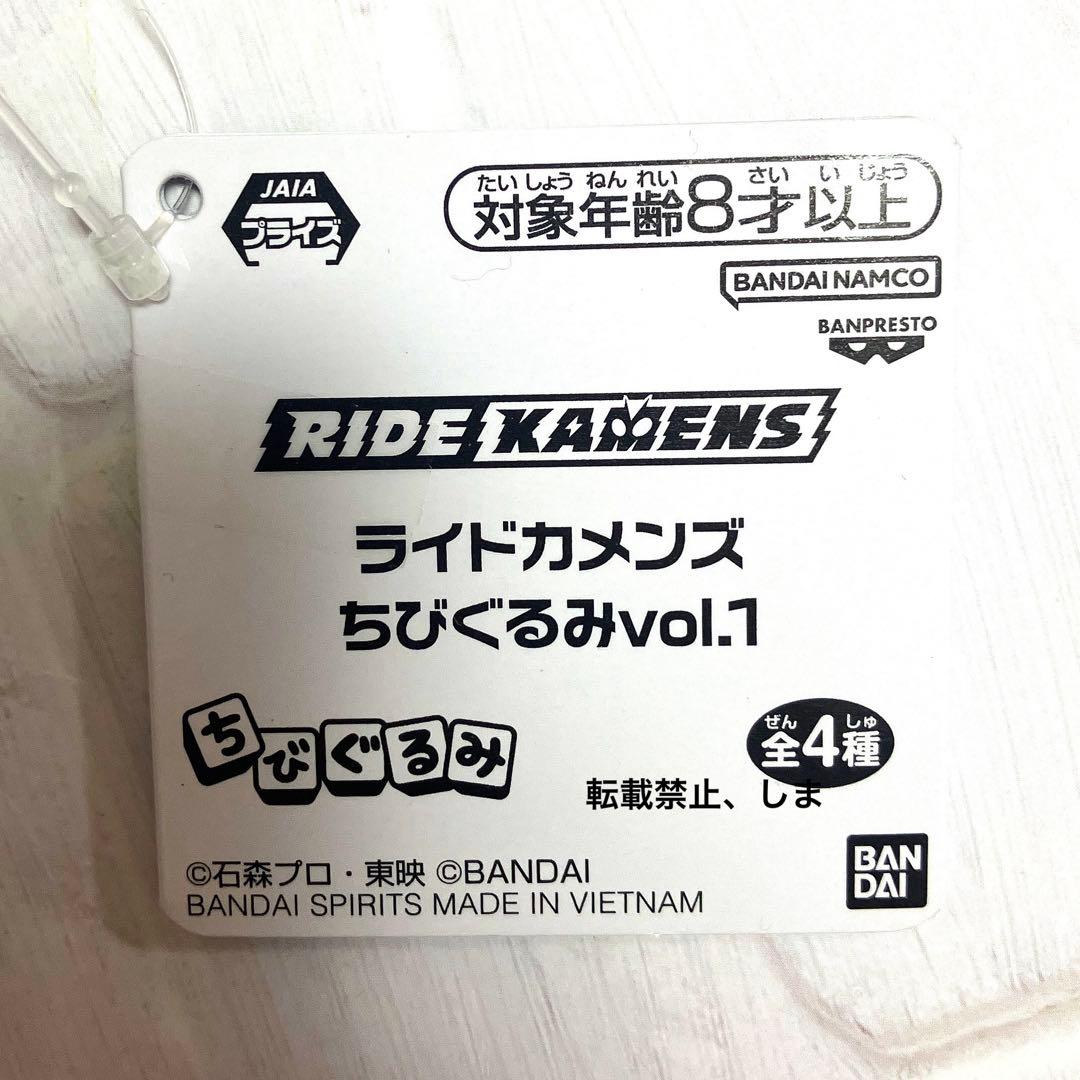 JAIA
プライズ
たいしょう ねんれい さい いじょう
対象年齢8才以上
BANDAI NAMCO
BANPRESTO
RIDE KAMENS
ライドカメンズ
ちびぐるみvol.1
ちびぐるみ
ぜん しゅ
全4種
転載禁止、しま
©石森プロ・東映 ©BANDAI
BANDAI SPIRITS MADE IN VIETNAM
BAN
DAI